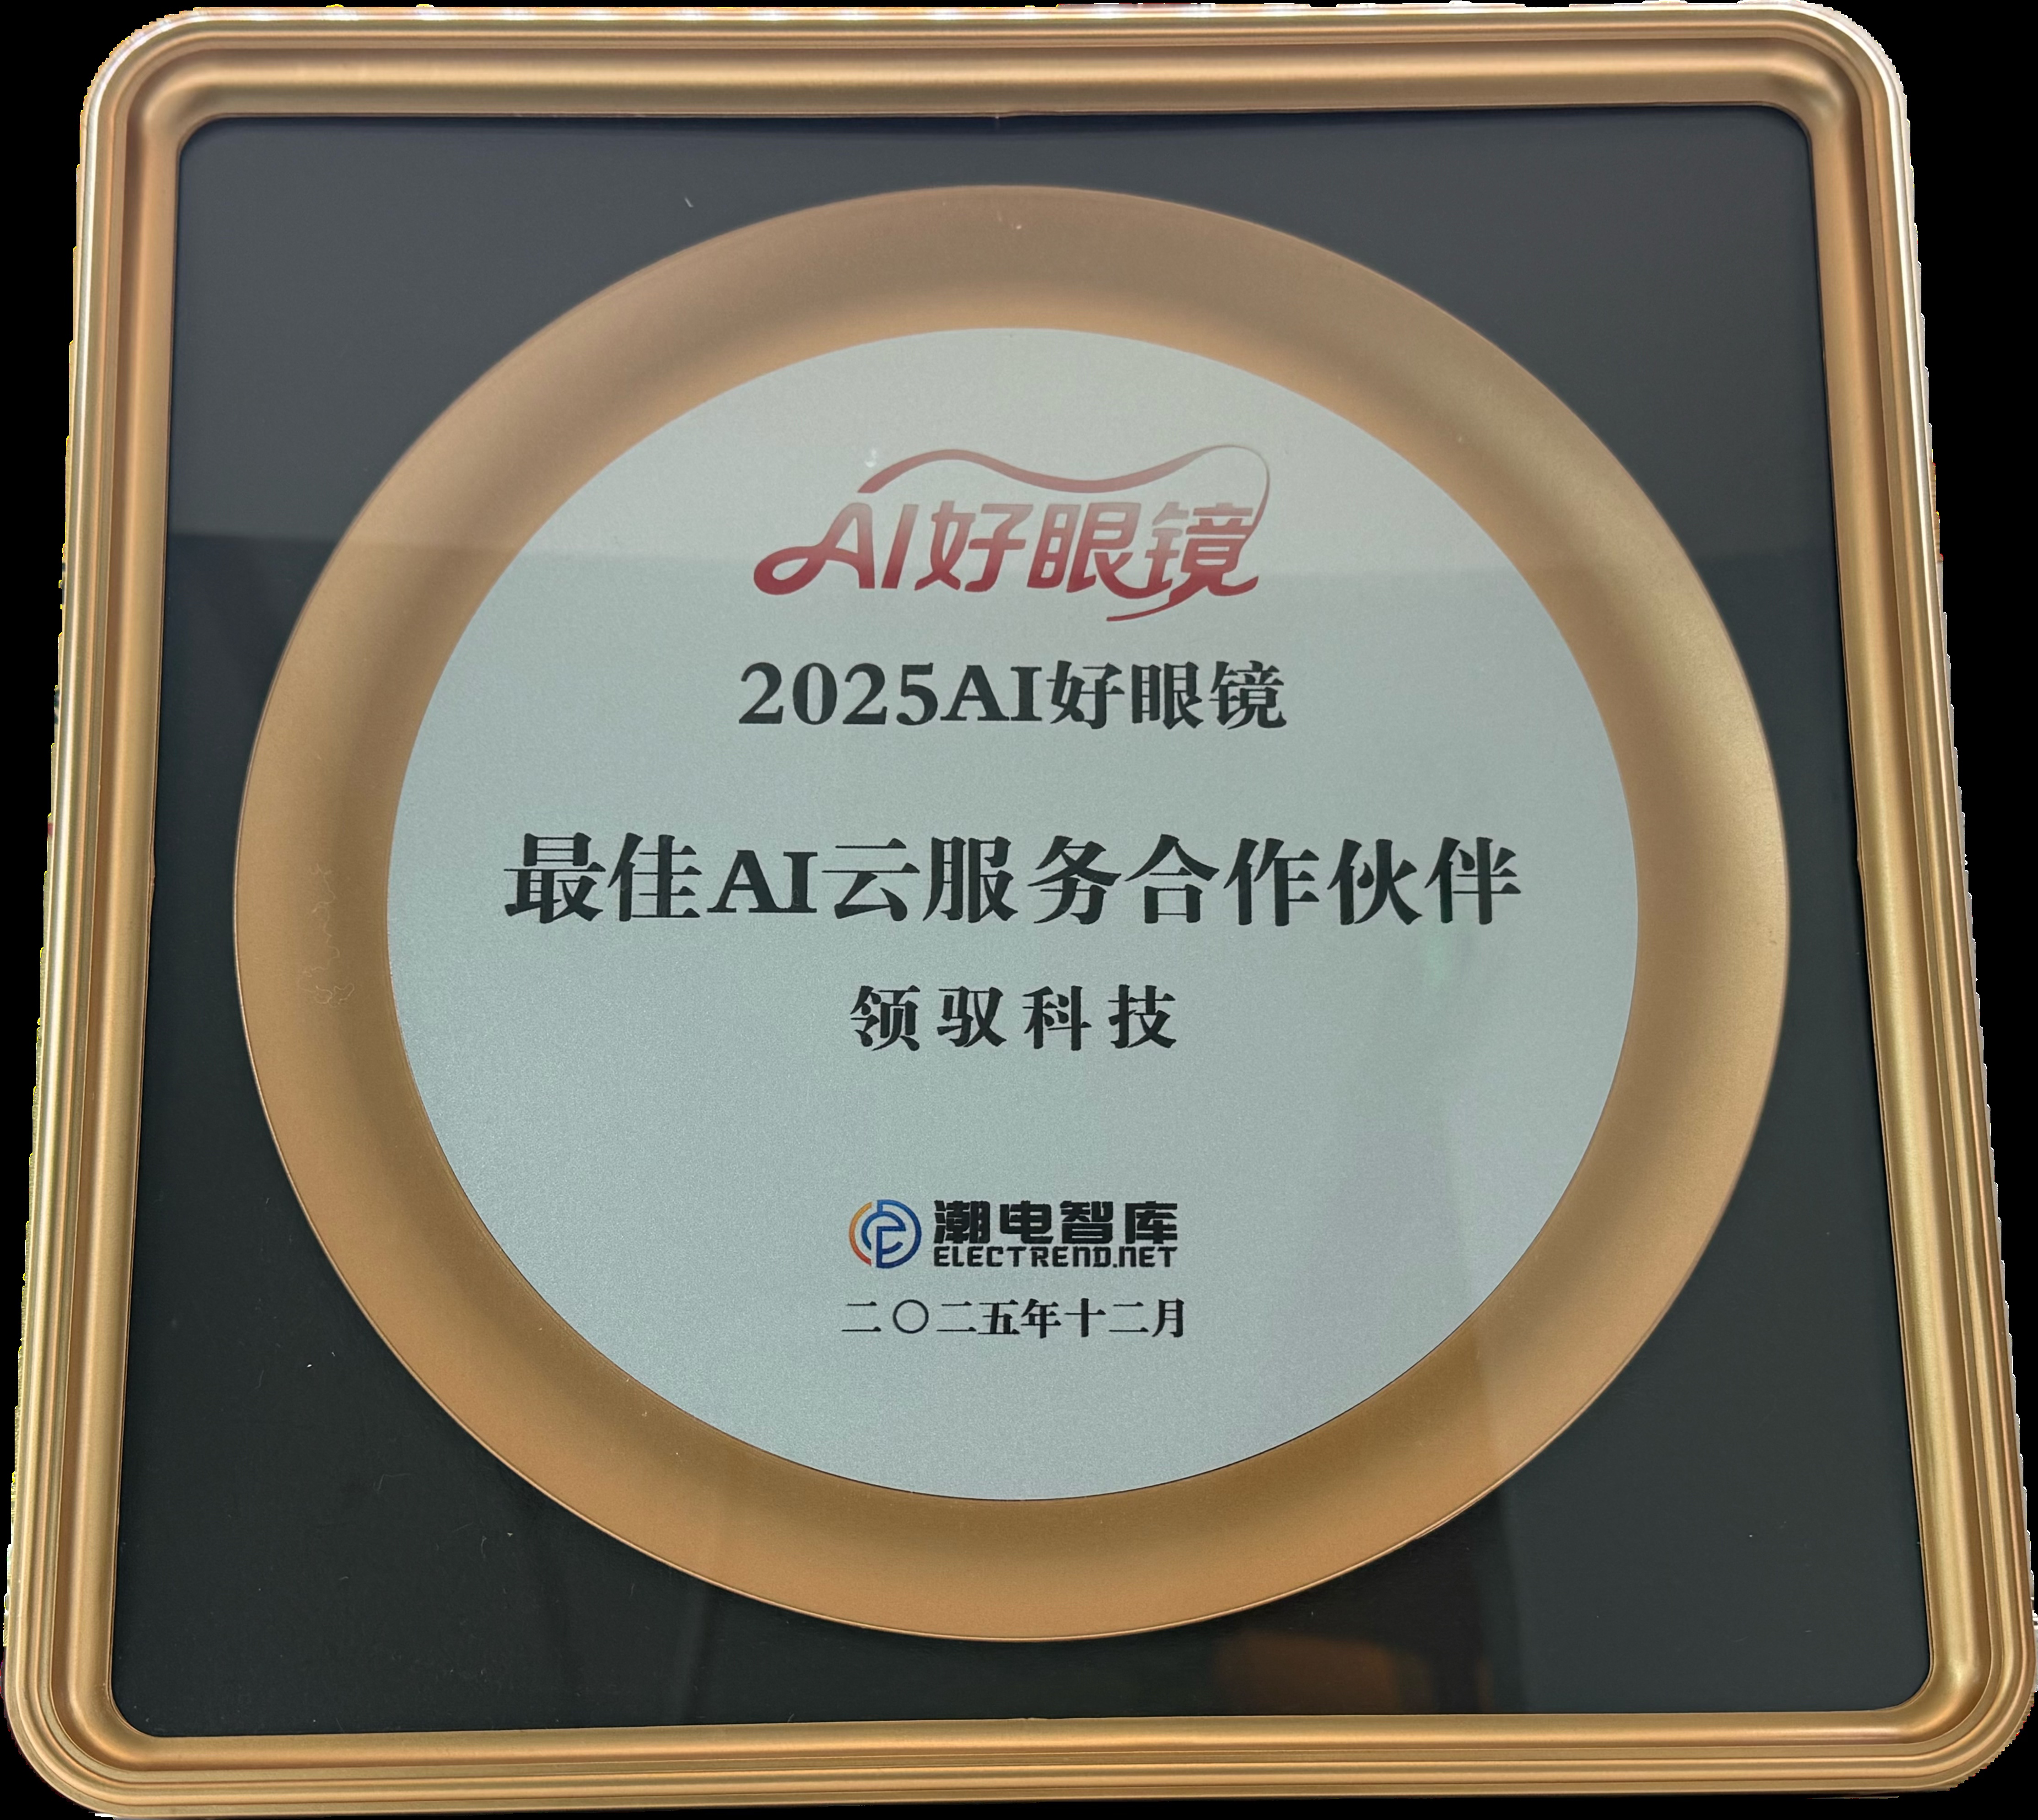 AI好眼镜
2025AI好眼镜
最佳AI云服务合作伙伴
领驭科技
潮电智库
ELECTREND.NET
二〇二五年十二月